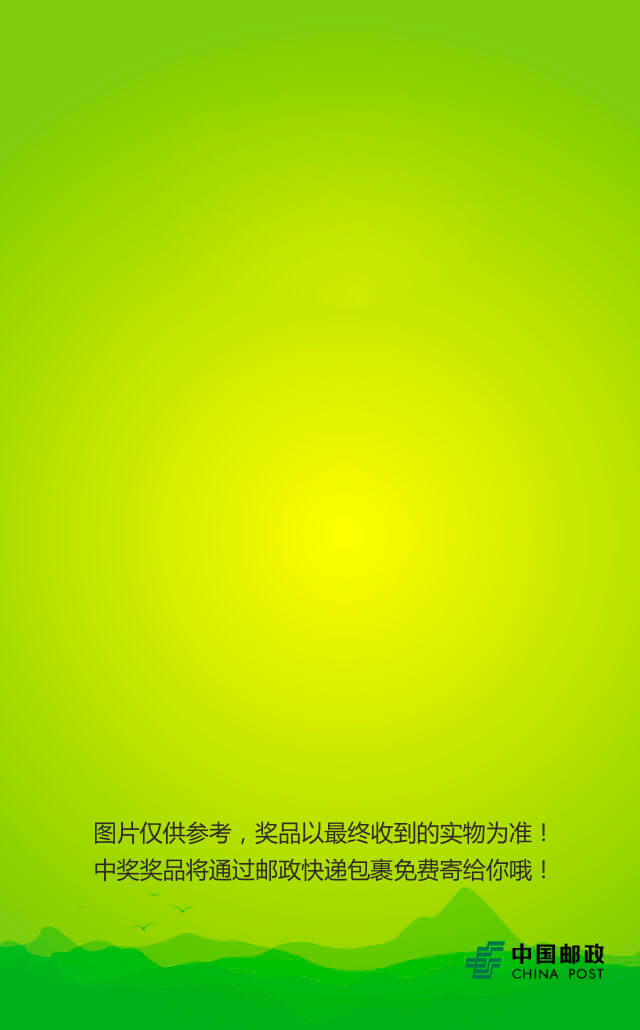 图片仅供参考，奖品以最终收到的实物为准！
中奖奖品将通过邮政快递包裹免费寄给你哦！
中国邮政
CHINA POST